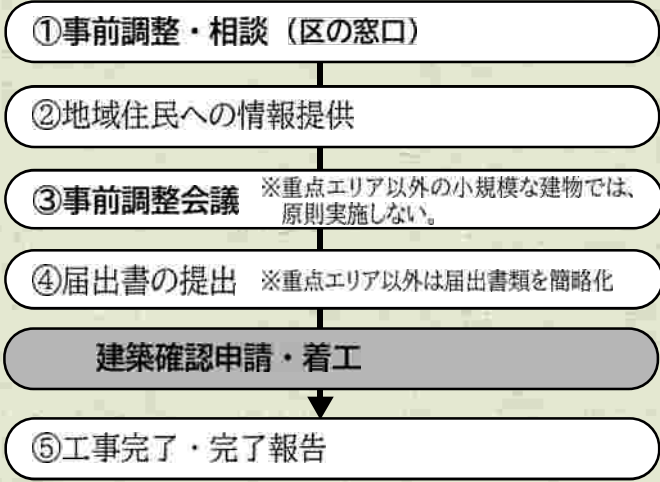 ①事前調整・相談（区の窓口）
②地域住民への情報提供
③事前調整会議 ※重点エリア以外の小規模な建物では、
原則実施しない。
④届出書の提出 ※重点エリア以外は届出書類を簡略化
建築確認申請・着工
⑤工事完了・完了報告